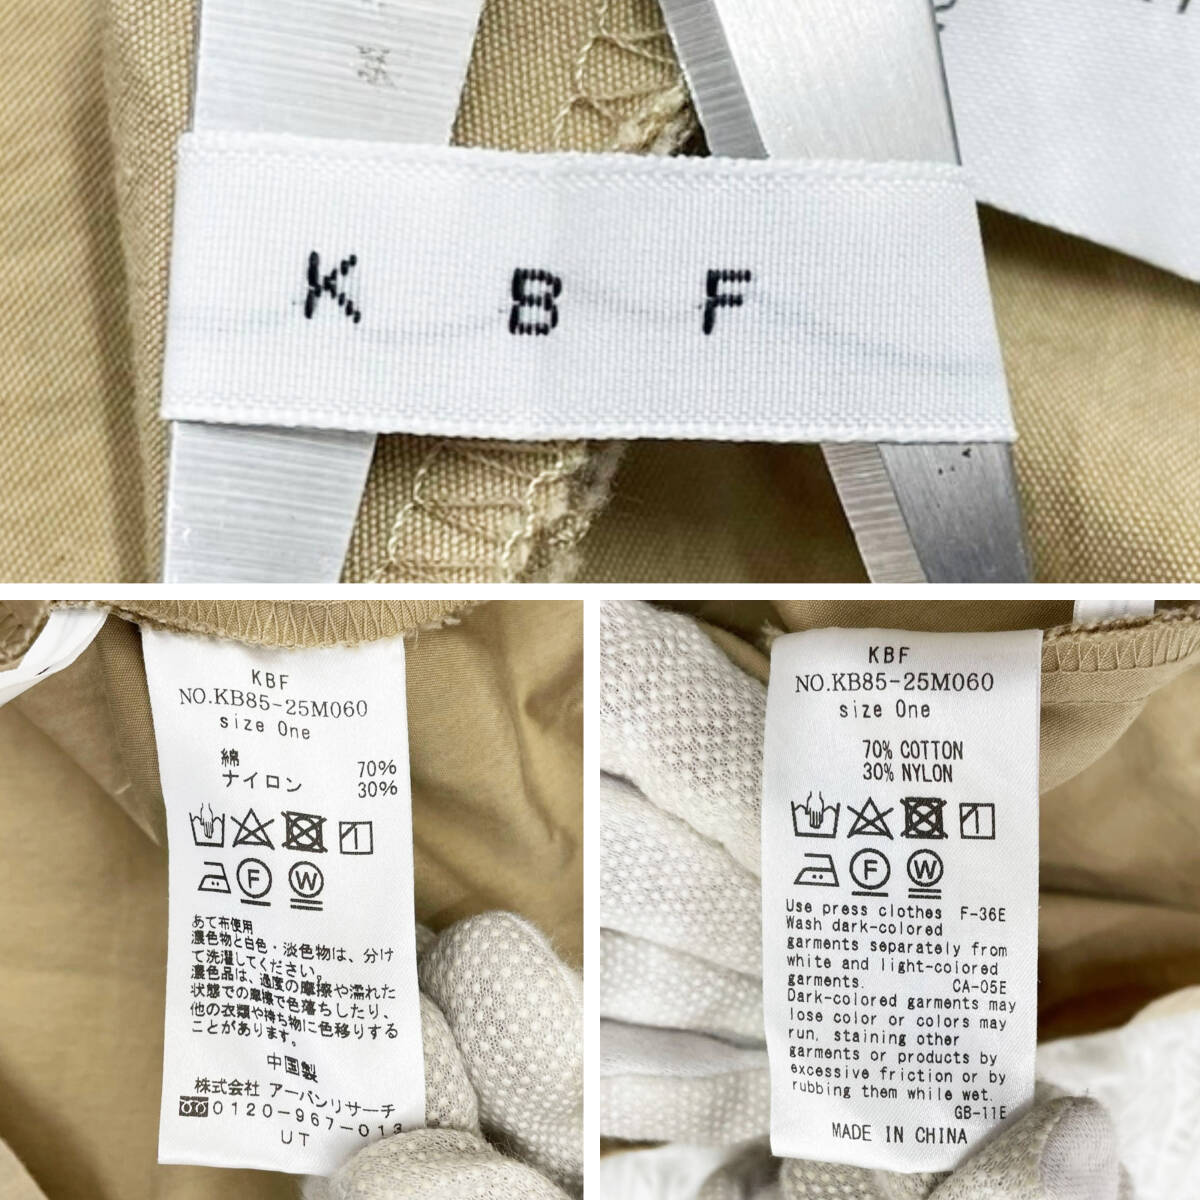 K B F
KBF
NO.KB85-25M060
size One
綿 70%
ナイロン 30%
F W
あて布使用
濃色物と白色・淡色物は、分け
て洗濯してください。
濃色品は、過度の摩擦や濡れた
状態での摩擦で色落ちしたり、
他の衣類や持ち物に色移りする
ことがあります。
中国製
株式会社 アーバンリサーチ
0120-967-013
UT
KBF
NO.KB85-25M060
size One
70% COTTON
30% NYLON
F W
Use press clothes F-36E
Wash dark-colored
garments separately from
white and light-colored
garments. CA-05E
Dark-colored garments may
lose color or colors may
run, staining other
garments or products by
excessive friction or by
rubbing them while wet.
GB-11E
MADE IN CHINA